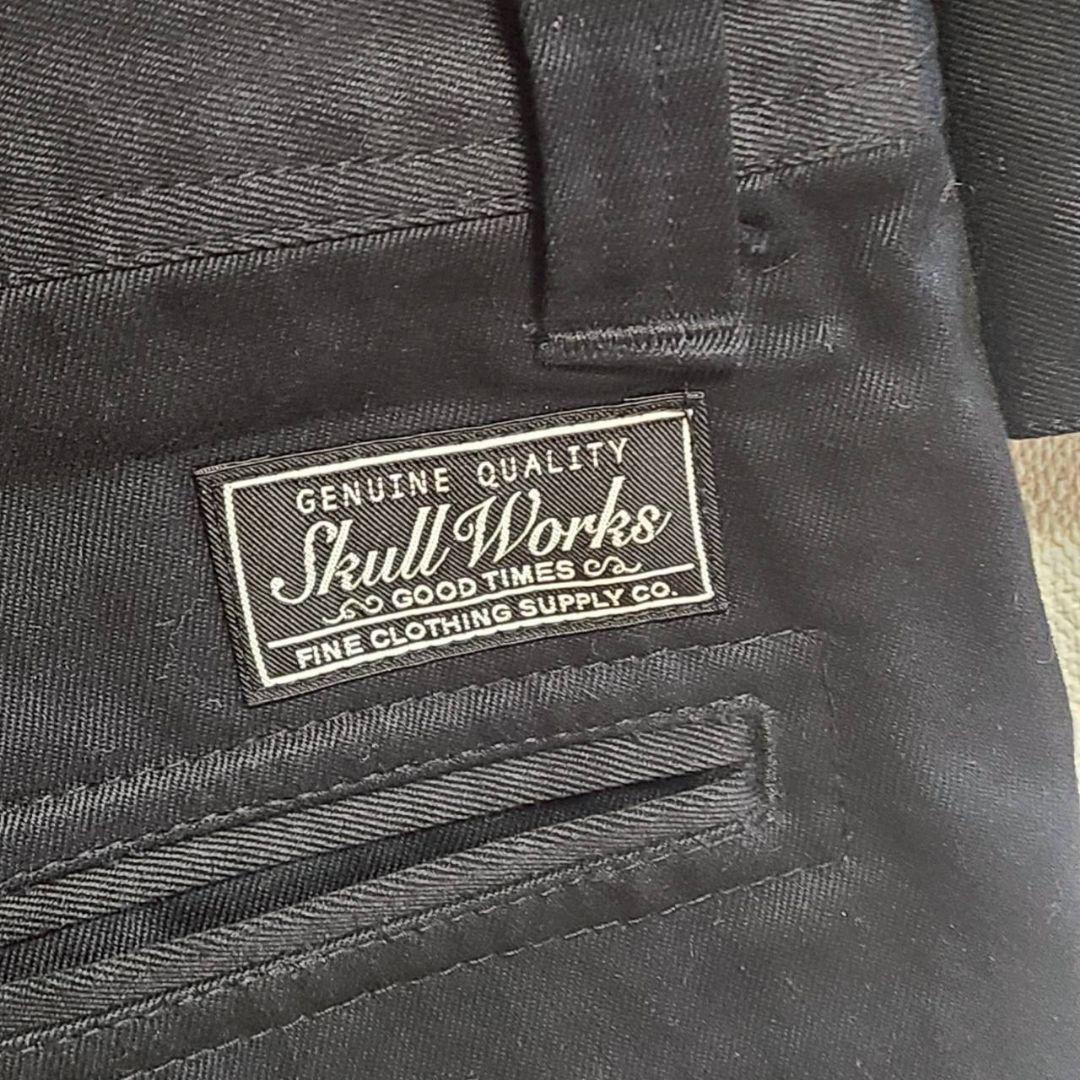 GENUINE QUALITY
Skull Works
GOOD TIMES
FINE CLOTHING SUPPLY CO.